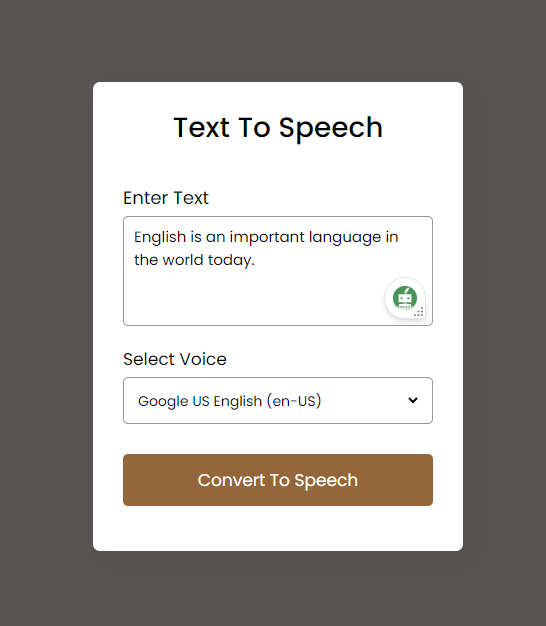 Text To Speech
Enter Text
English is an important language in
the world today.
Select Voice
Google US English (en-US)
Convert To Speech